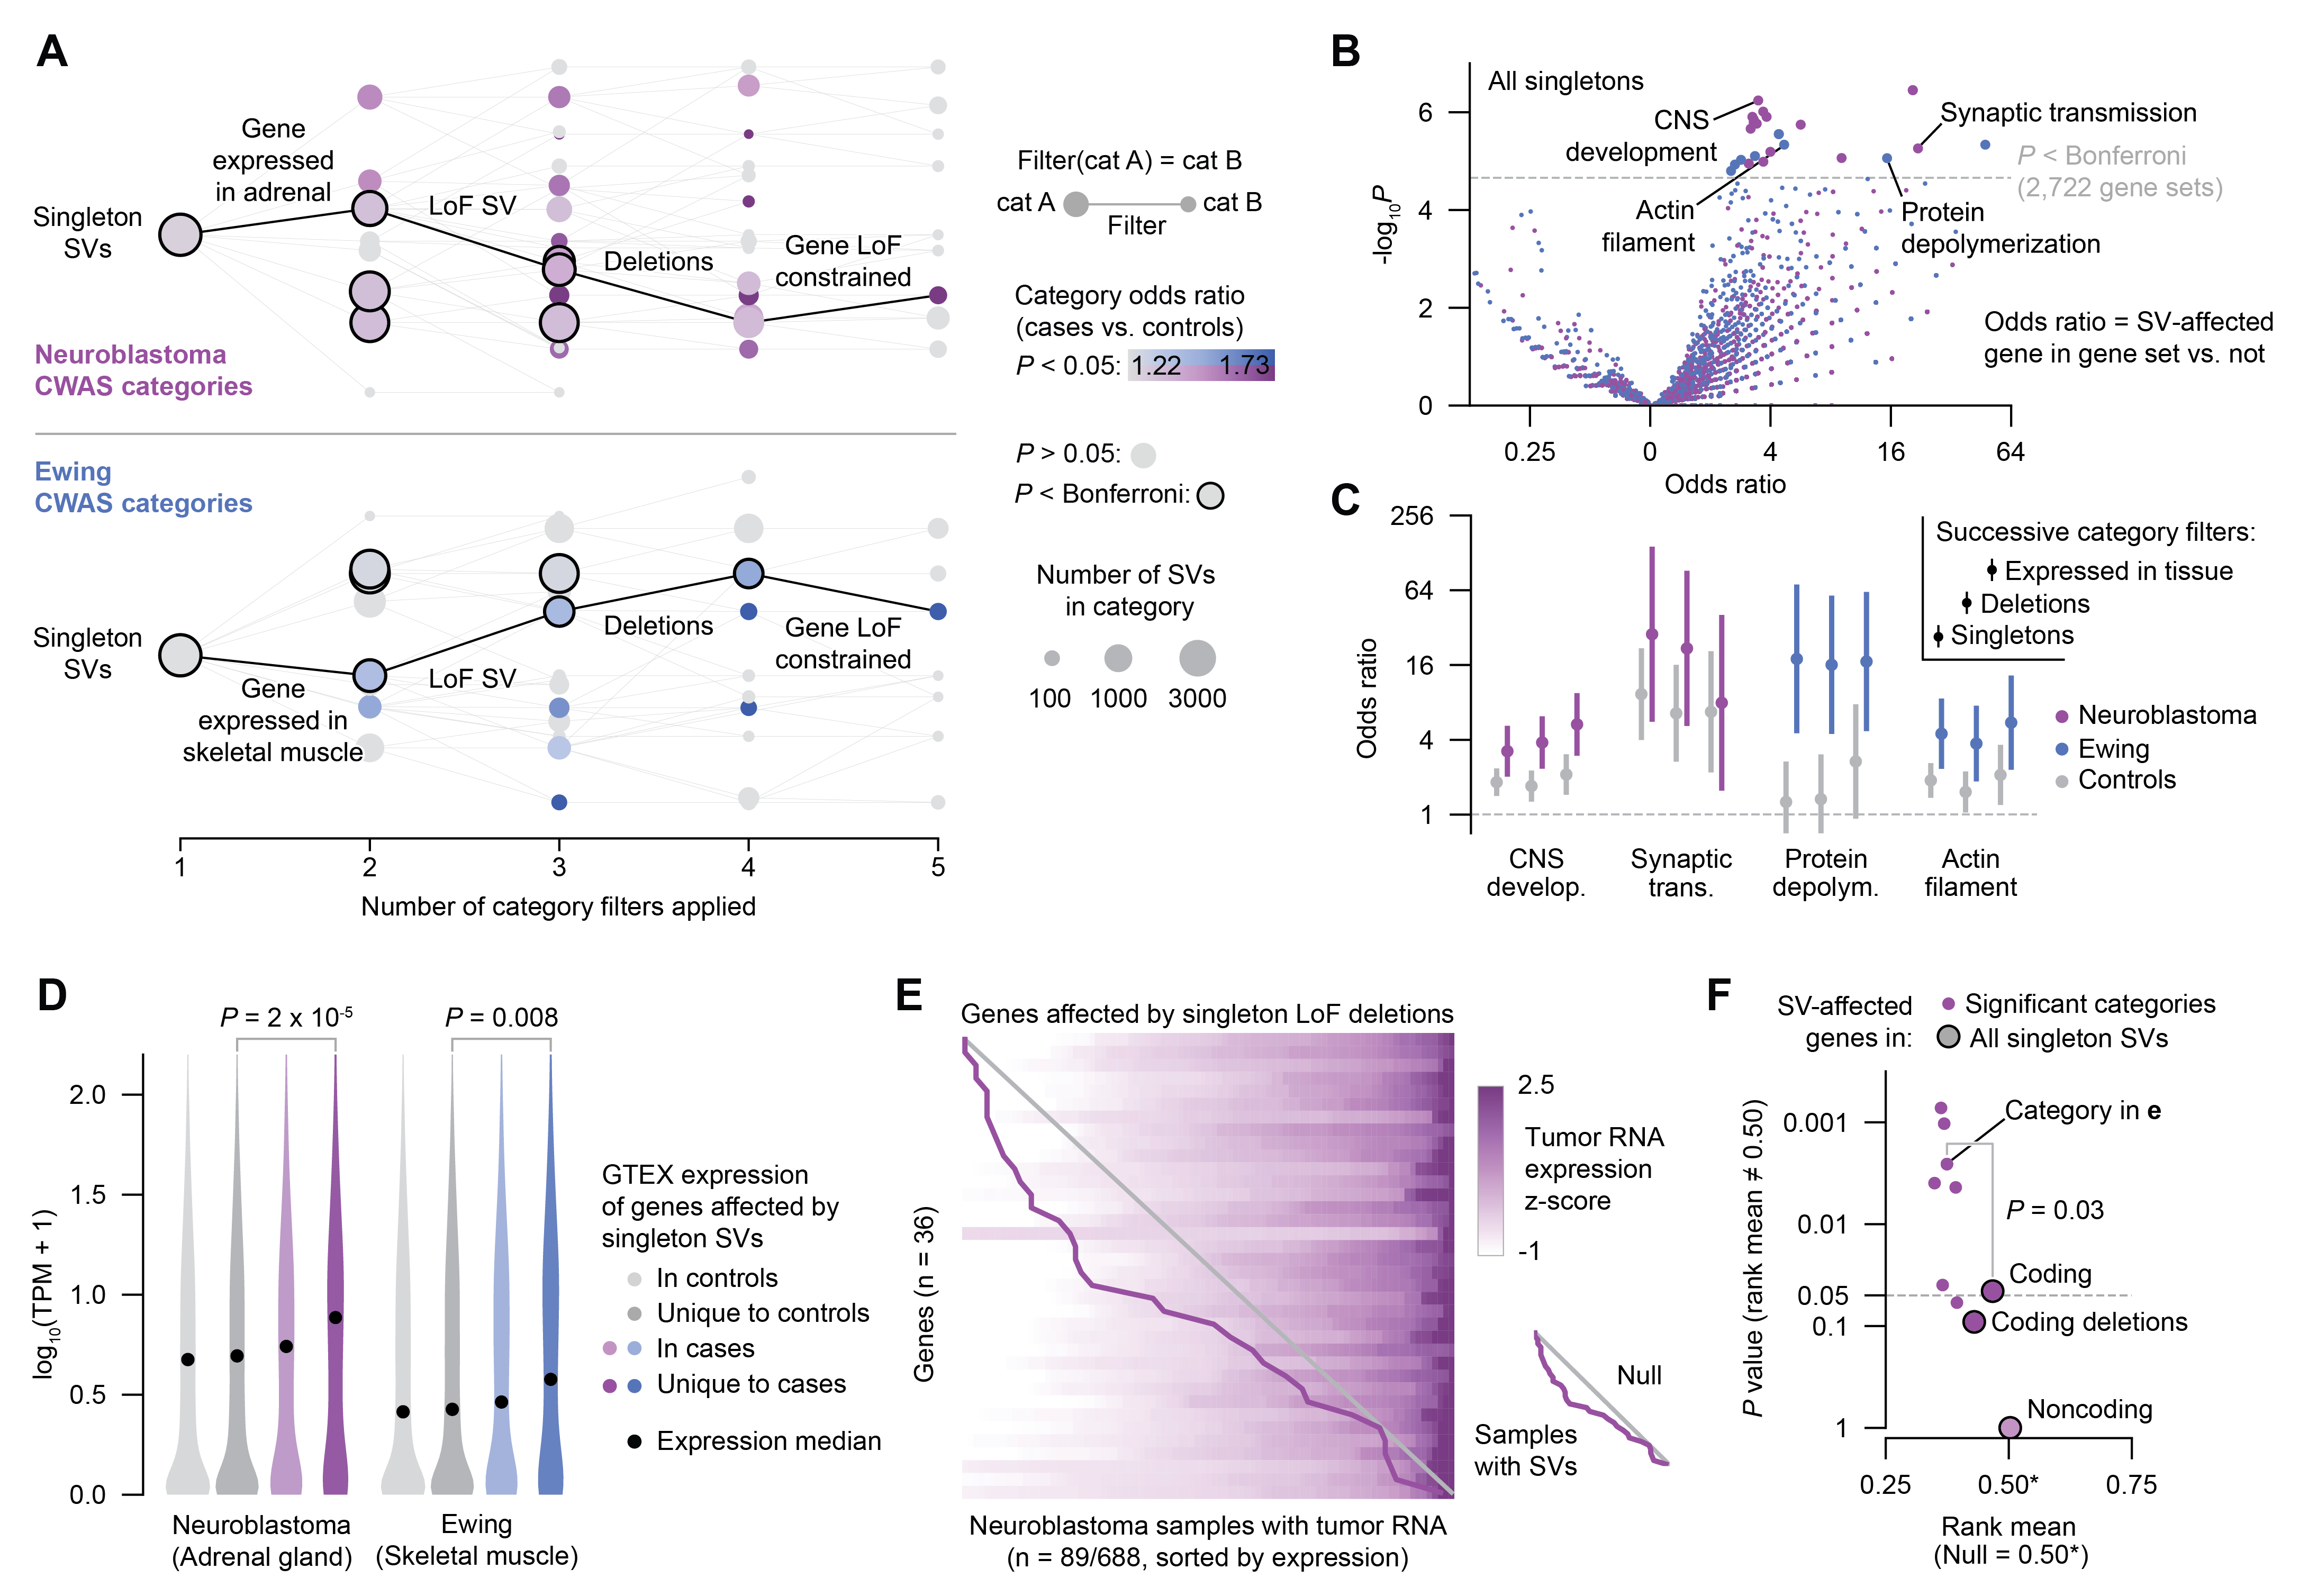 A
Gene
expressed
in adrenal
LoF SV
Singleton
SVs
Deletions
Gene LoF
constrained
Neuroblastoma
CWAS categories
Ewing
CWAS categories
Singleton
SVs
Gene
expressed in
skeletal muscle
LoF SV
Deletions
Gene LoF
constrained
1
2
3
4
5
Number of category filters applied
Filter(cat A) = cat B
cat A
cat B
Filter
Category odds ratio
(cases vs. controls)
P < 0.05: 1.22 1.73
P > 0.05:
P < Bonferroni:
Number of SVs
in category
100 1000 3000
B
All singletons
CNS
development
Synaptic transmission
P < Bonferroni
(2,722 gene sets)
Actin
filament
Protein
depolymerization
Odds ratio = SV-affected
gene in gene set vs. not
-log10P
6
4
2
0
0.25
0
4
16
64
Odds ratio
C
256
64
16
4
1
Odds ratio
Successive category filters:
Expressed in tissue
Deletions
Singletons
Neuroblastoma
Ewing
Controls
CNS
develop.
Synaptic
trans.
Protein
depolym.
Actin
filament
D
P = 2 x 10-5
P = 0.008
log10(TPM + 1)
2.0
1.5
1.0
0.5
0.0
Neuroblastoma
(Adrenal gland)
Ewing
(Skeletal muscle)
GTEX expression
of genes affected by
singleton SVs
In controls
Unique to controls
In cases
Unique to cases
Expression median
E
Genes affected by singleton LoF deletions
Genes (n = 36)
Neuroblastoma samples with tumor RNA
(n = 89/688, sorted by expression)
2.5
Tumor RNA
expression
z-score
-1
Null
Samples
with SVs
F
SV-affected
genes in:
Significant categories
All singleton SVs
P value (rank mean ≠ 0.50)
0.001
0.01
0.05
0.1
1
Category in e
P = 0.03
Coding
Coding deletions
Noncoding
0.25
0.50*
0.75
Rank mean
(Null = 0.50*)